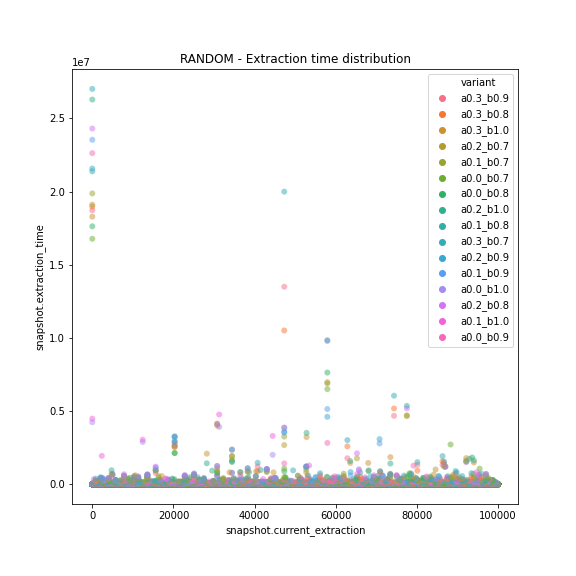 RANDOM - Extraction time distribution
1e7
snapshot.extraction_time
2.5
2.0
1.5
1.0
0.5
0.0
0
20000
40000
60000
80000
100000
snapshot.current_extraction
variant
a0.3_b0.9
a0.3_b0.8
a0.3_b1.0
a0.2_b0.7
a0.1_b0.7
a0.0_b0.7
a0.0_b0.8
a0.2_b1.0
a0.1_b0.8
a0.3_b0.7
a0.2_b0.9
a0.1_b0.9
a0.0_b1.0
a0.2_b0.8
a0.1_b1.0
a0.0_b0.9